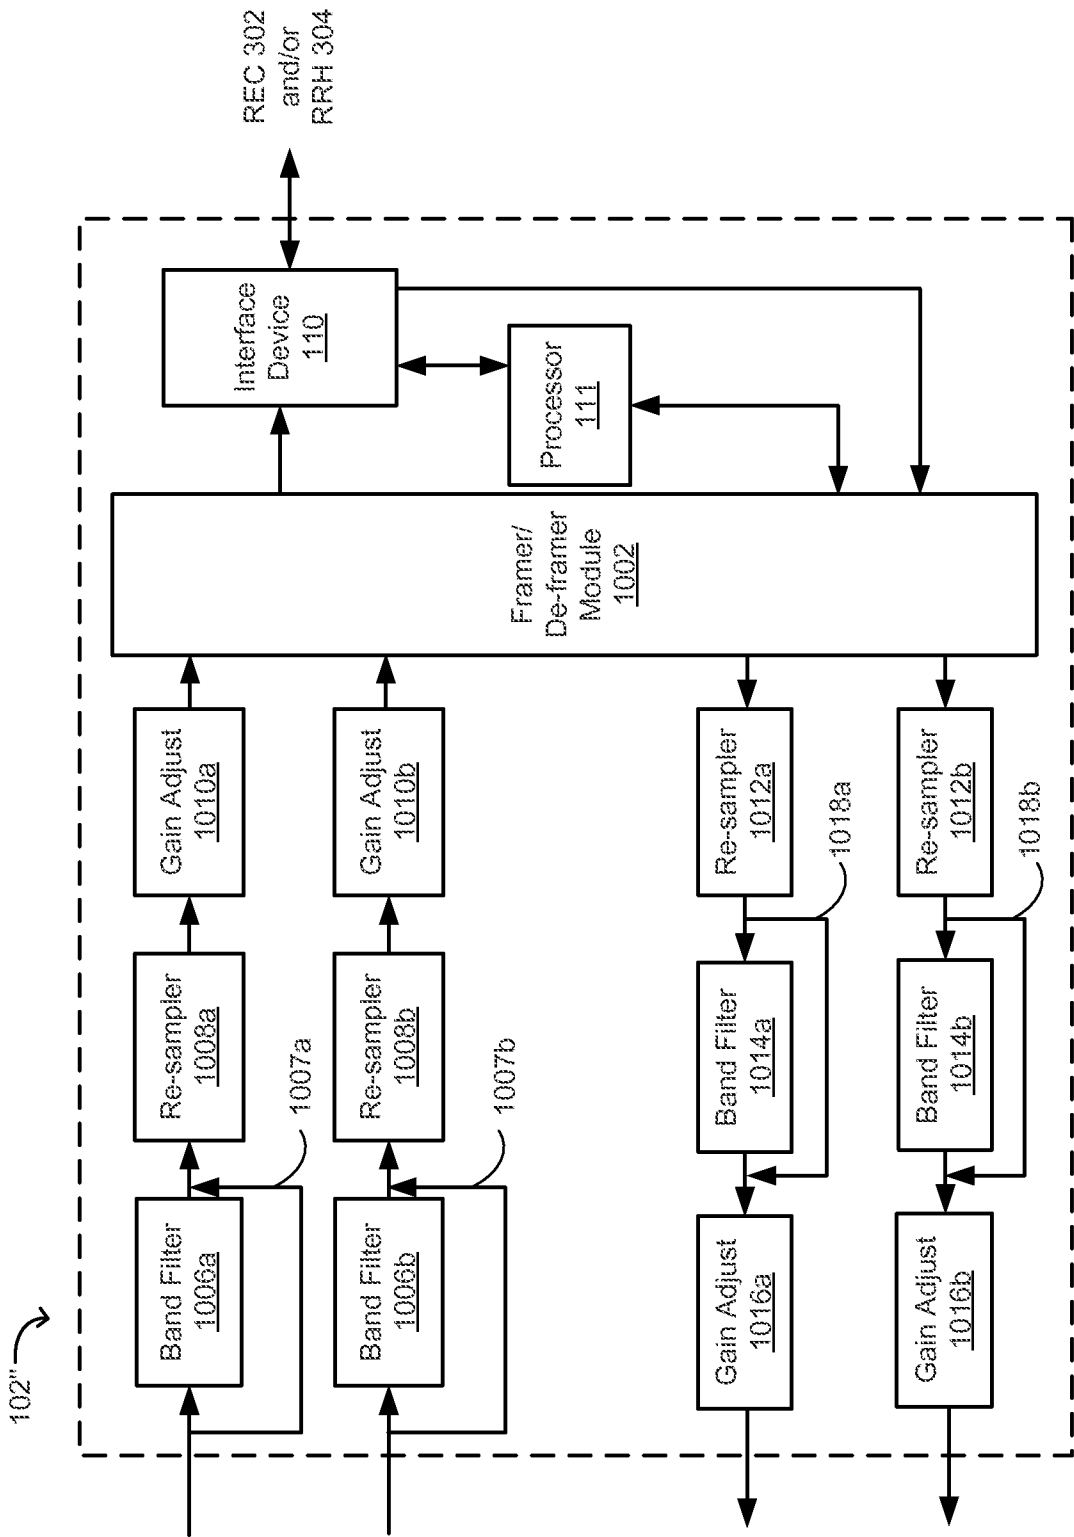 102"
Band Filter
1006a
1007a
Re-sampler
1008a
Gain Adjust
1010a
Band Filter
1006b
1007b
Re-sampler
1008b
Gain Adjust
1010b
Framer/
De-framer
Module
1002
Interface
Device
110
Processor
111
REC 302
and/or
RRH 304
Gain Adjust
1016a
Band Filter
1014a
Re-sampler
1012a
1018a
Gain Adjust
1016b
Band Filter
1014b
Re-sampler
1012b
1018b